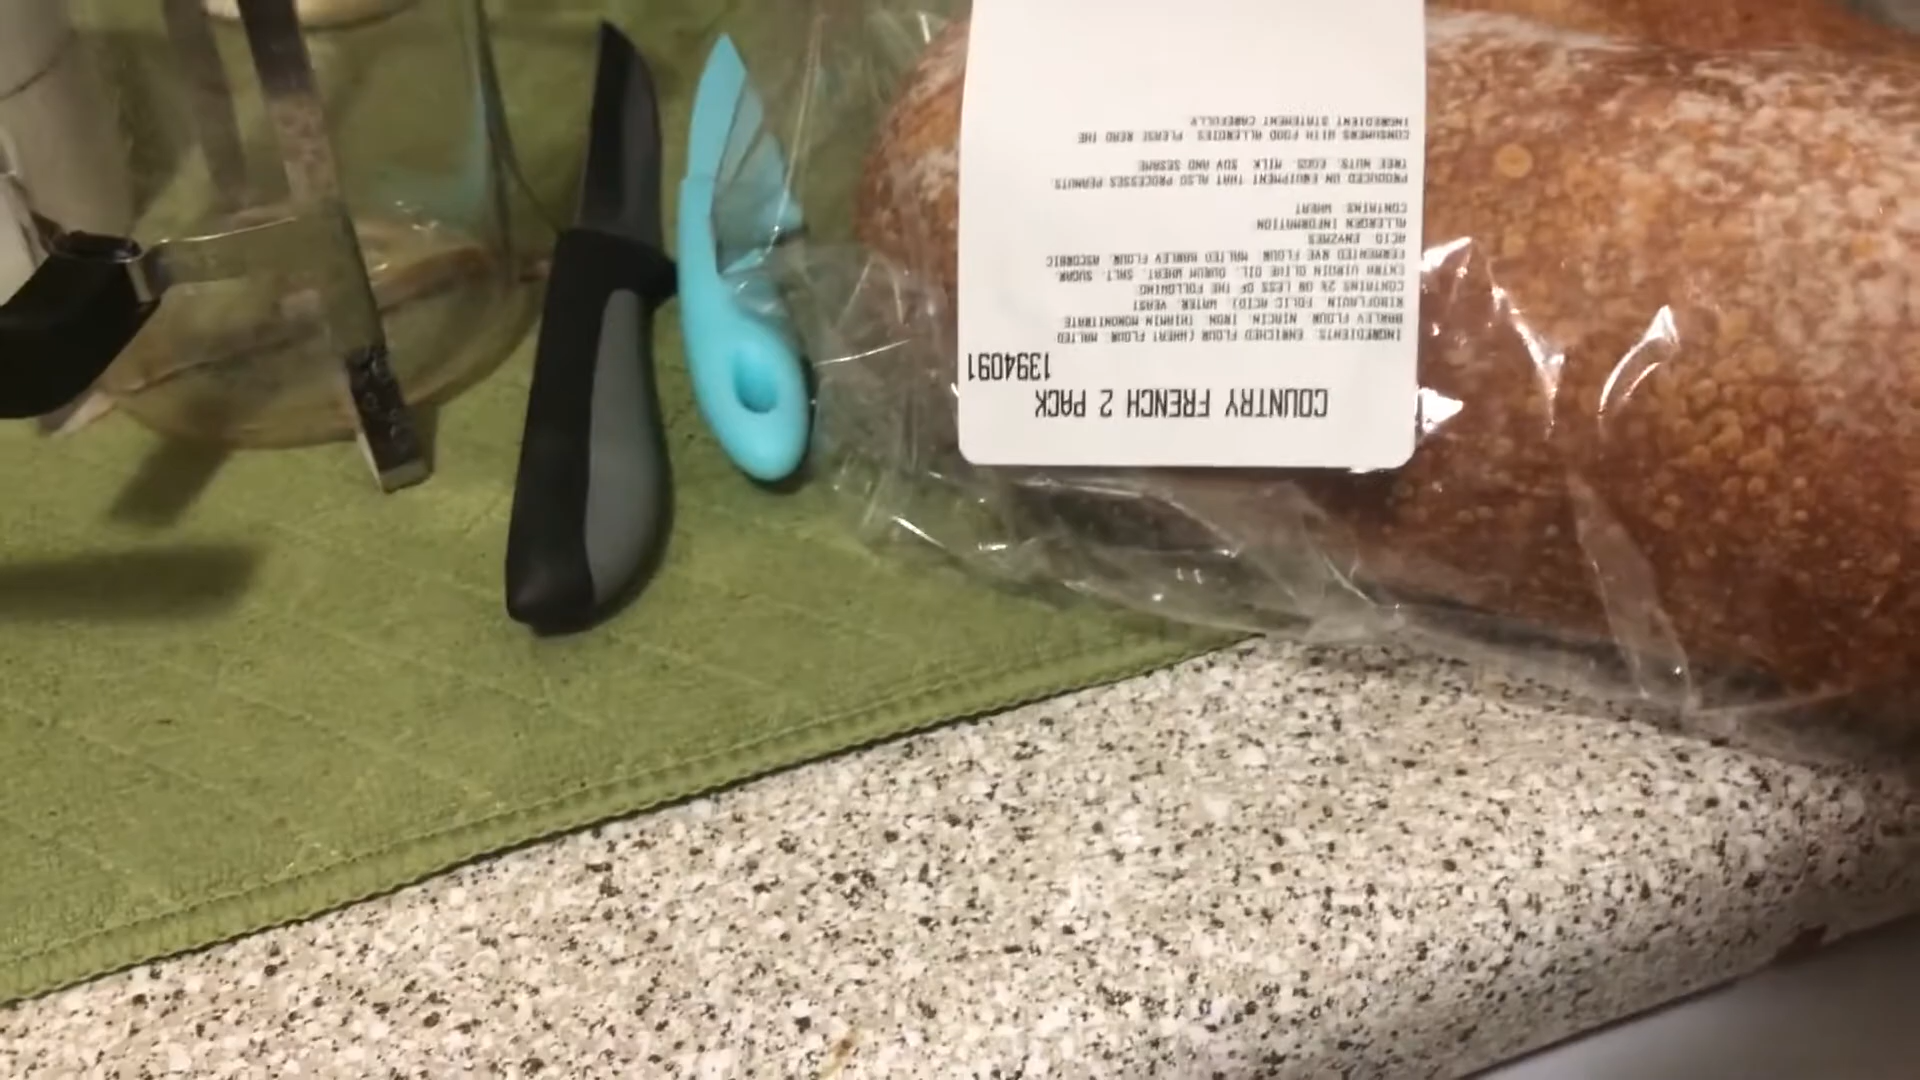 COUNTRY FRENCH 2 PACK
1394091
INGREDIENTS: ENRICHED FLOUR (WHEAT FLOUR, MALTED
BARLEY FLOUR, NIACIN, IRON, THIAMIN MONONITRATE,
RIBOFLAVIN, FOLIC ACID), WATER, YEAST
CONTAINS 2% OR LESS OF THE FOLLOWING:
EXTRA VIRGIN OLIVE OIL, DURUM WHEAT, SALT, SUGAR,
FERMENTED RYE FLOUR, MALTED BARLEY FLOUR, ASCORBIC
ACID, ENZYMES
ALLERGEN INFORMATION
CONTAINS: WHEAT
PRODUCED ON EQUIPMENT THAT ALSO PROCESSES PEANUTS,
TREE NUTS, EGGS, MILK, SOY AND SESAME
CONSUMERS WITH FOOD ALLERGIES PLEASE READ THE
INGREDIENT STATEMENT CAREFULLY.